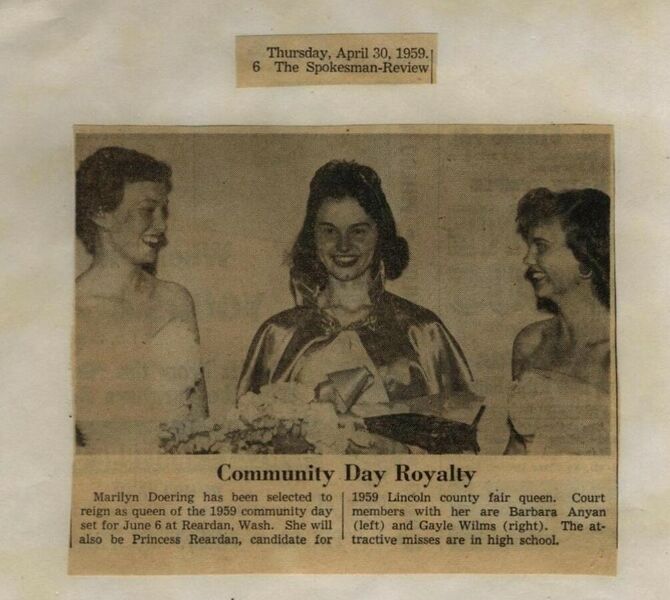 Thursday, April 30, 1959.
6 The Spokesman-Review
Community Day Royalty
Marilyn Doering has been selected to
reign as queen of the 1959 community day
set for June 6 at Reardan, Wash. She will
also be Princess Reardan, candidate for
1959 Lincoln county fair queen. Court
members with her are Barbara Anyan
(left) and Gayle Wilms (right). The at-
tractive misses are in high school.